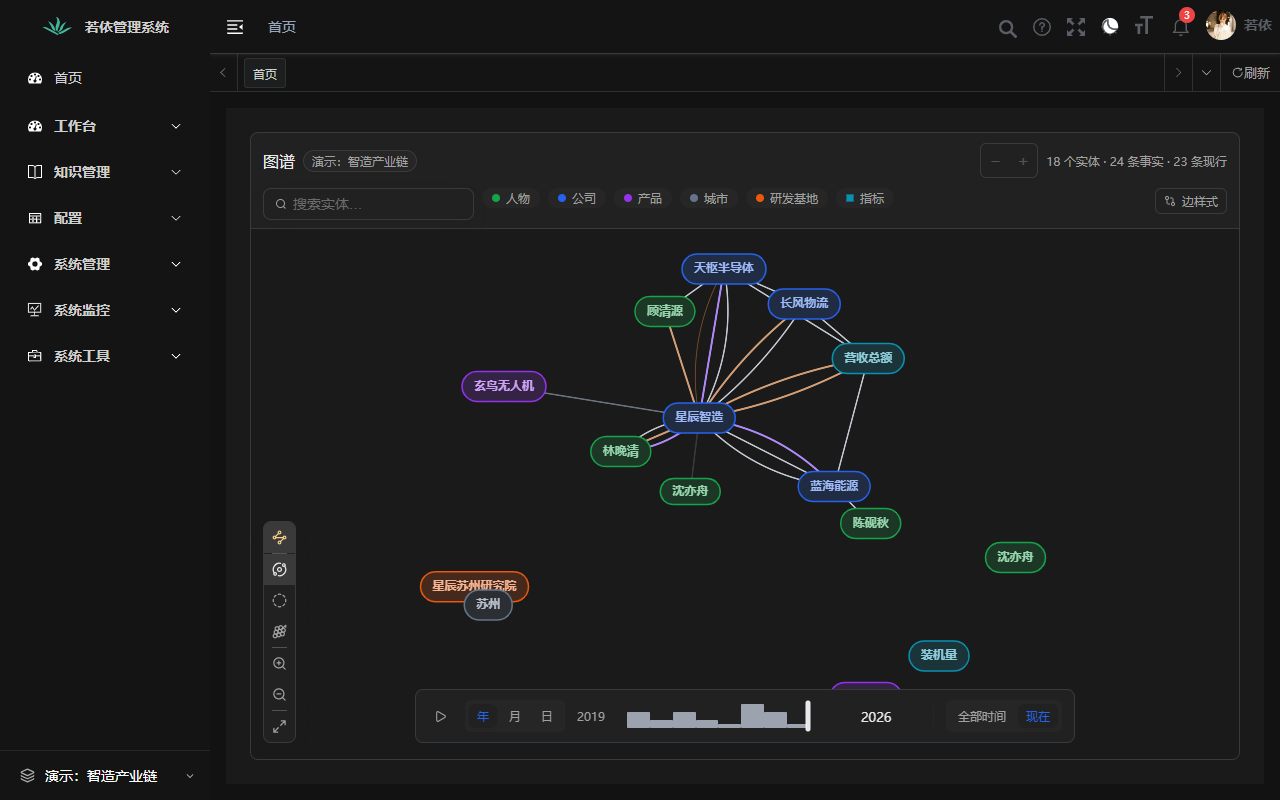 若依管理系统
首页
3
若依
首页
刷新
首页
工作台
知识管理
配置
系统管理
系统监控
系统工具
演示：智造产业链
图谱
演示：智造产业链
18 个实体 · 24 条事实 · 23 条现行
搜索实体...
人物
公司
产品
城市
研发基地
指标
边样式
天枢半导体
长风物流
顾清源
营收总额
玄鸟无人机
星辰智造
林晚清
沈亦舟
蓝海能源
陈砚秋
沈亦舟
星辰苏州研究院
苏州
装机量
年
月
日
2019
2026
全部时间
现在